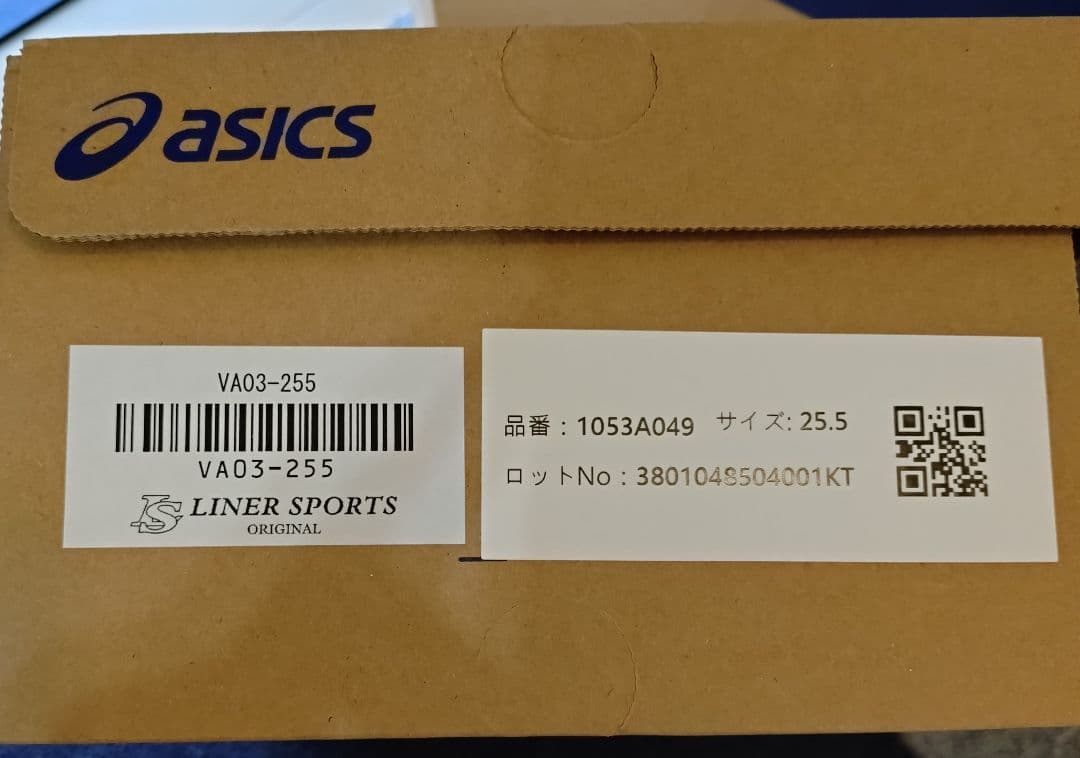 asics
VA03-255
VA03-255
LS LINER SPORTS
ORIGINAL
品番：1053A049 サイズ: 25.5
ロットNo：3801048504001KT